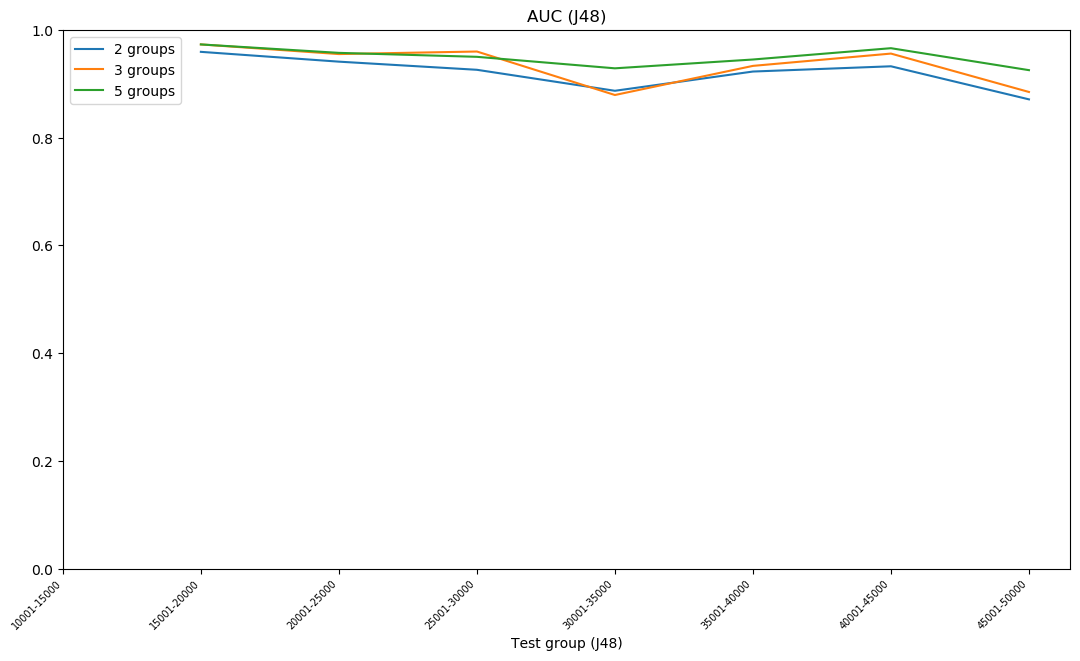 AUC (J48)
2 groups
3 groups
5 groups
1.0
0.8
0.6
0.4
0.2
0.0
10001-15000
15001-20000
20001-25000
25001-30000
30001-35000
35001-40000
40001-45000
45001-50000
Test group (J48)